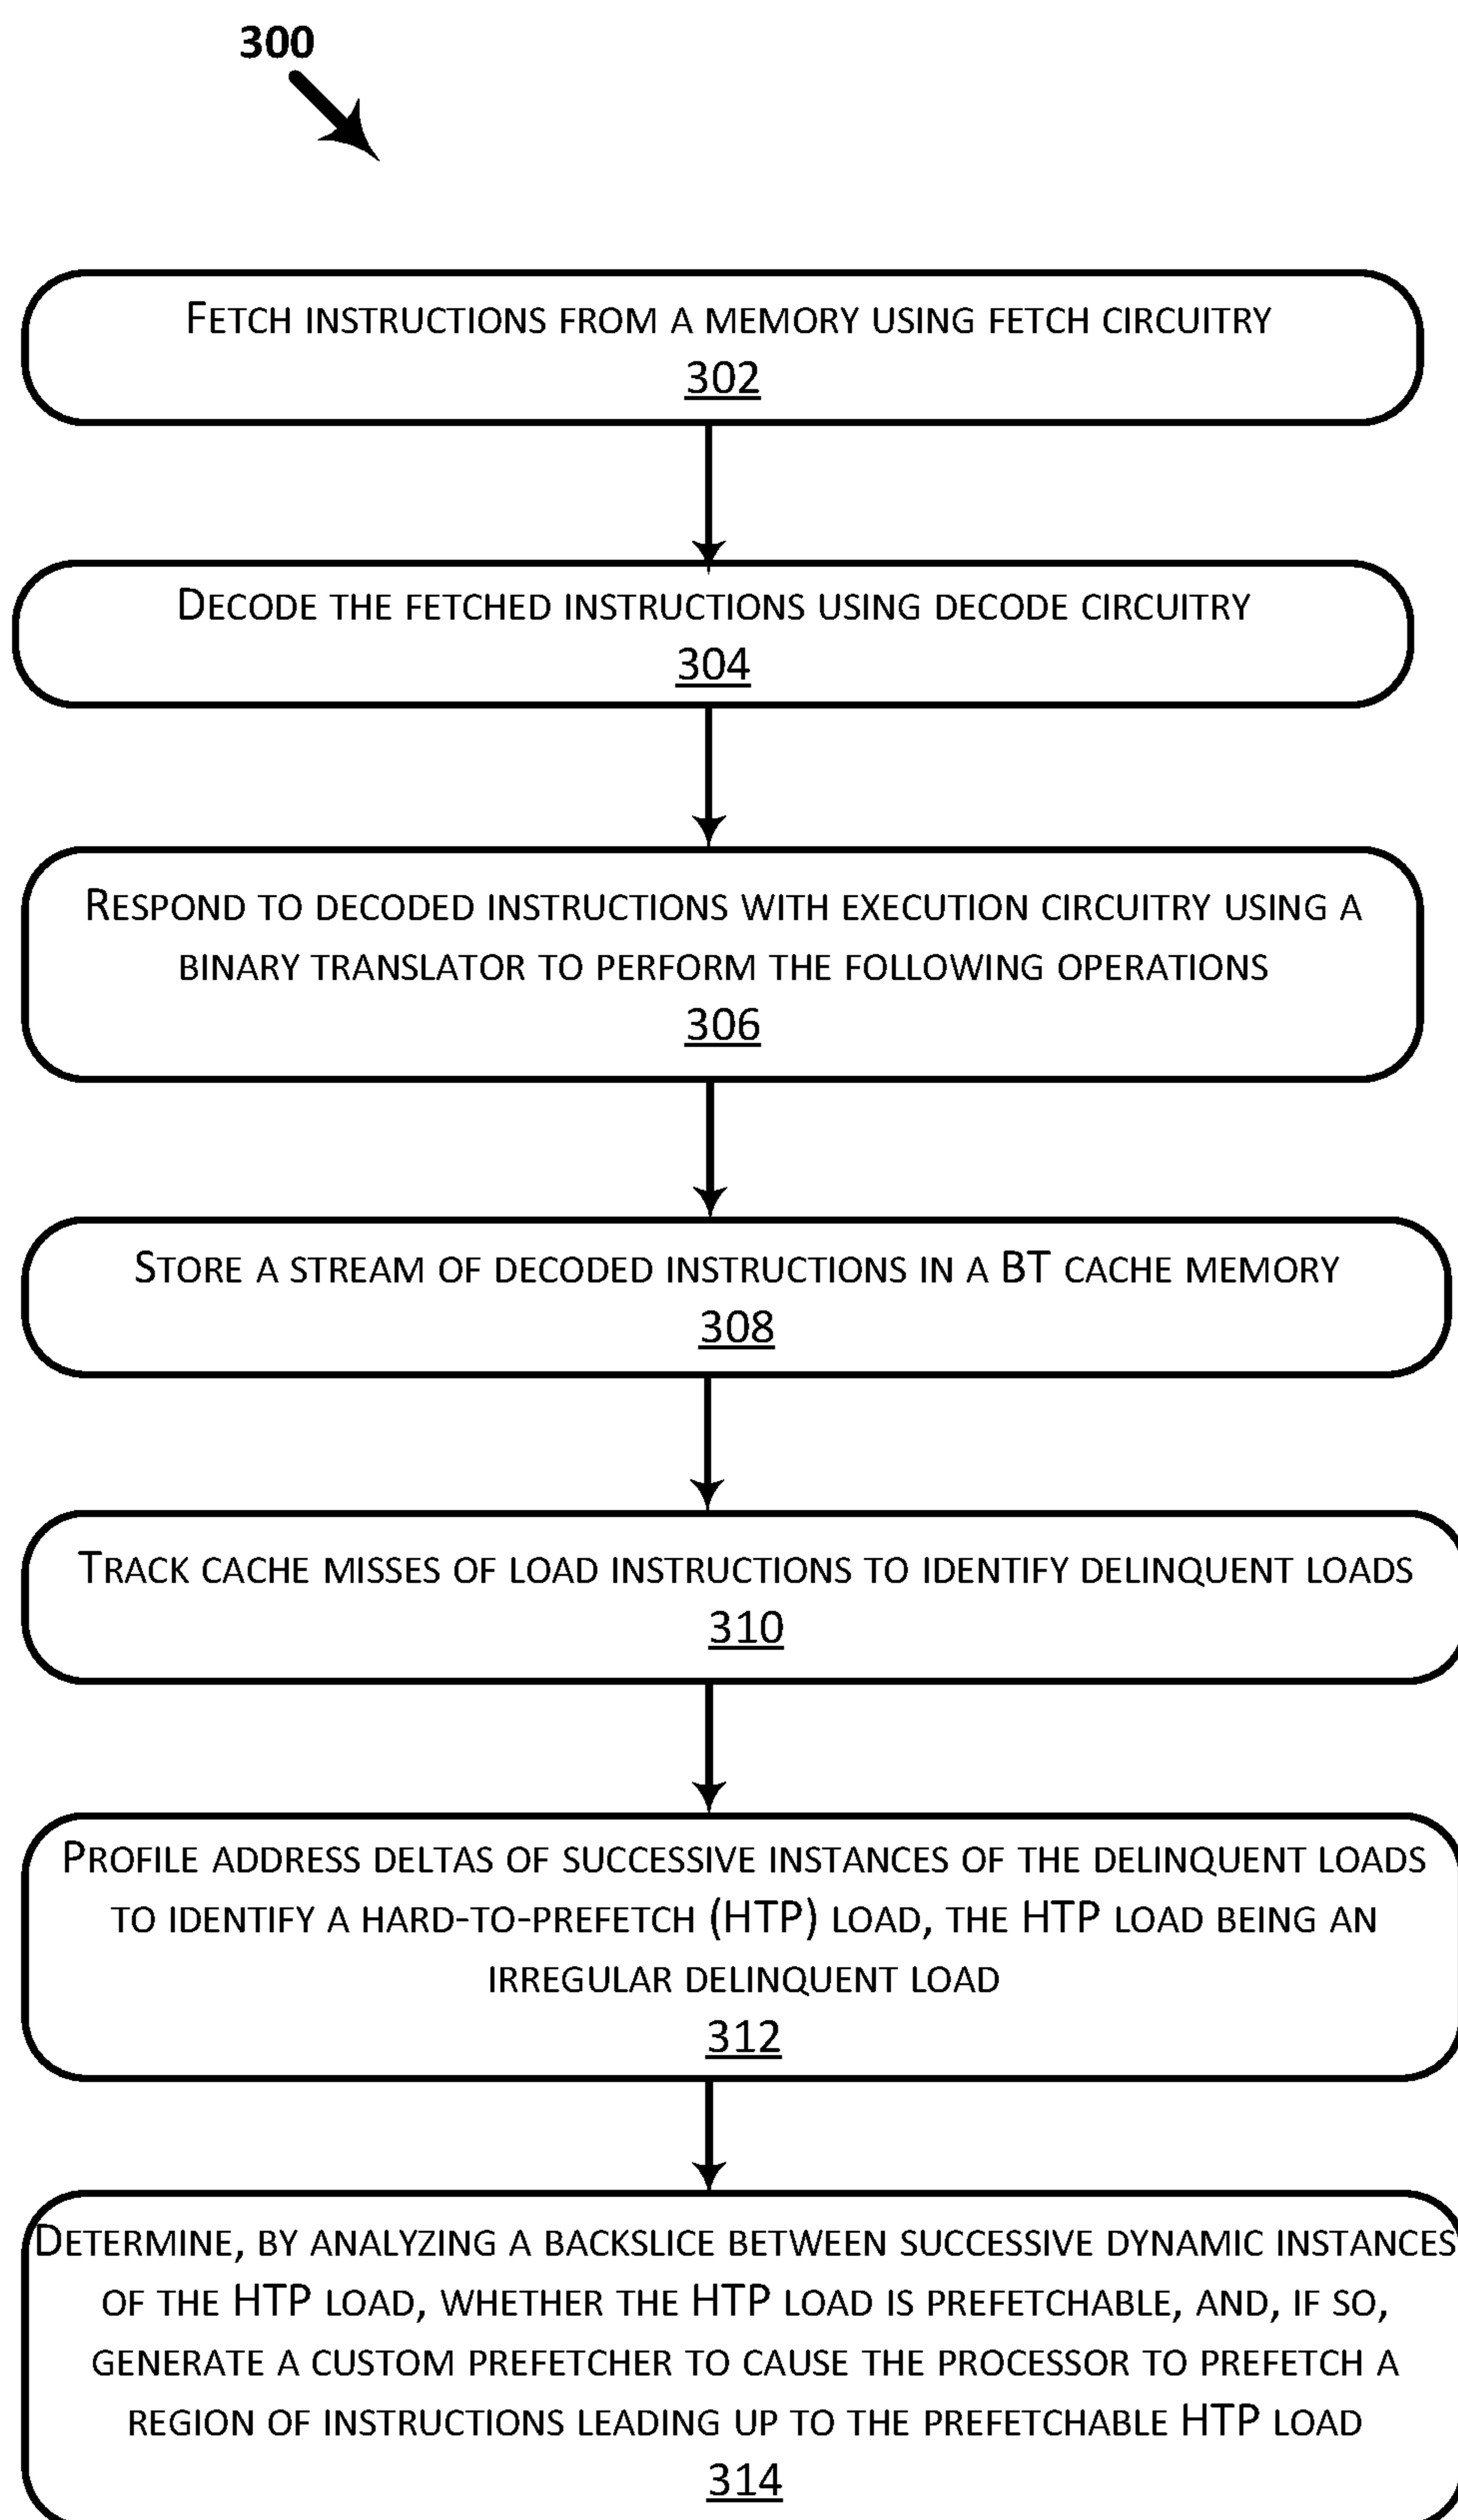 300
FETCH INSTRUCTIONS FROM A MEMORY USING FETCH CIRCUITRY
302
DECODE THE FETCHED INSTRUCTIONS USING DECODE CIRCUITRY
304
RESPOND TO DECODED INSTRUCTIONS WITH EXECUTION CIRCUITRY USING A
BINARY TRANSLATOR TO PERFORM THE FOLLOWING OPERATIONS
306
STORE A STREAM OF DECODED INSTRUCTIONS IN A BT CACHE MEMORY
308
TRACK CACHE MISSES OF LOAD INSTRUCTIONS TO IDENTIFY DELINQUENT LOADS
310
PROFILE ADDRESS DELTAS OF SUCCESSIVE INSTANCES OF THE DELINQUENT LOADS
TO IDENTIFY A HARD-TO-PREFETCH (HTP) LOAD, THE HTP LOAD BEING AN
IRREGULAR DELINQUENT LOAD
312
DETERMINE, BY ANALYZING A BACKSLICE BETWEEN SUCCESSIVE DYNAMIC INSTANCES
OF THE HTP LOAD, WHETHER THE HTP LOAD IS PREFETCHABLE, AND, IF SO,
GENERATE A CUSTOM PREFETCHER TO CAUSE THE PROCESSOR TO PREFETCH A
REGION OF INSTRUCTIONS LEADING UP TO THE PREFETCHABLE HTP LOAD
314